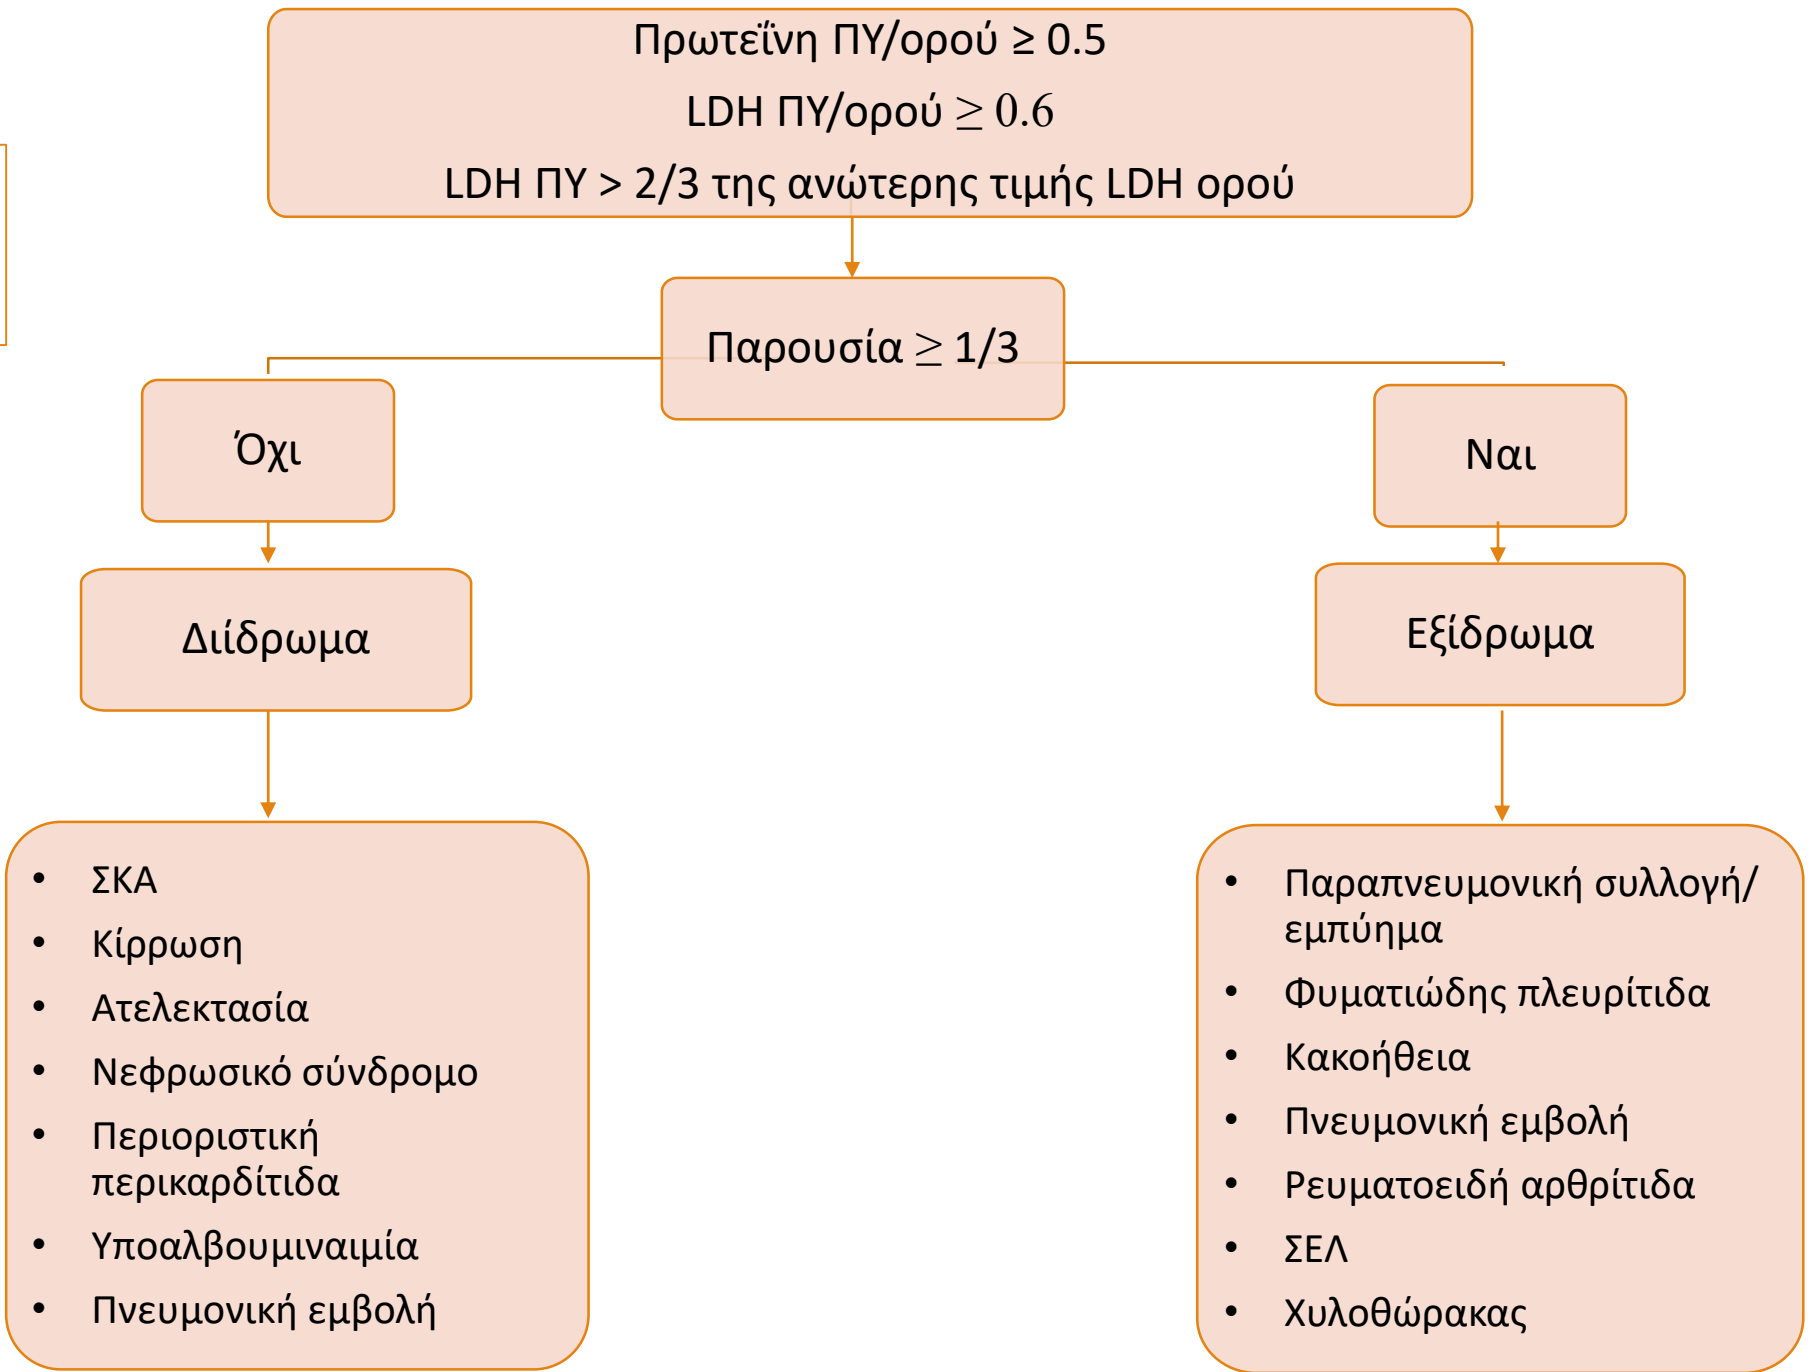 Πρωτεΐνη ΠΥ/ορού ≥ 0.5
LDH ΠΥ/ορού ≥ 0.6
LDH ΠΥ > 2/3 της ανώτερης τιμής LDH ορού
Παρουσία ≥ 1/3
Όχι
Ναι
Διίδρωμα
Εξίδρωμα
• ΣΚΑ
• Κίρρωση
• Ατελεκτασία
• Νεφρωσικό σύνδρομο
• Περιοριστική
περικαρδίτιδα
• Υποαλβουμιναιμία
• Πνευμονική εμβολή
• Παραπνευμονική συλλογή/
εμπύημα
• Φυματιώδης πλευρίτιδα
• Κακοήθεια
• Πνευμονική εμβολή
• Ρευματοειδή αρθρίτιδα
• ΣΕΛ
• Χυλοθώρακας